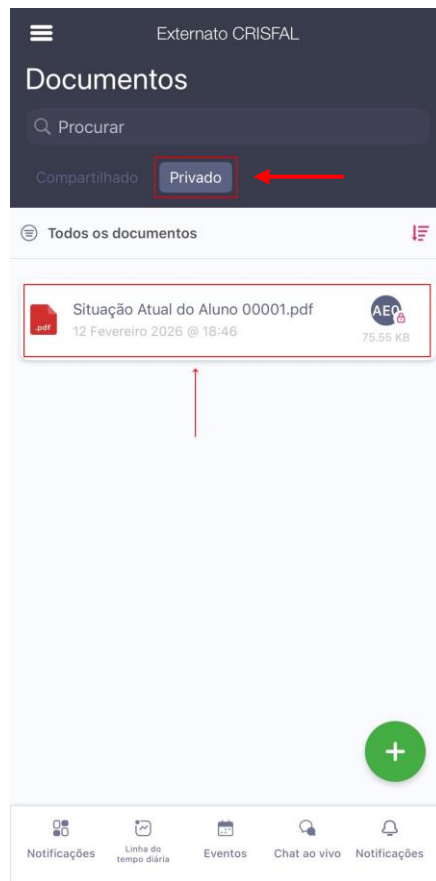 Externato CRISFAL
Documentos
Procurar
Compartilhado Privado
Todos os documentos
Situação Atual do Aluno 00001.pdf
.pdf
AEC
12 Fevereiro 2026 @ 18:46
75.55 KB
+
Notificações
Linha do
tempo diária
Eventos
Chat ao vivo
Notificações